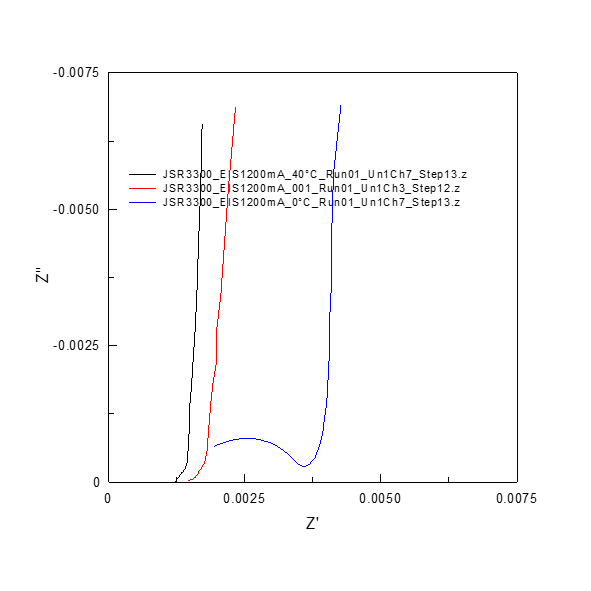 -0.0075
JSR3300_EIS1200mA_40°C_Run01_Un1Ch7_Step13.z
JSR3300_EIS1200mA_001_Run01_Un1Ch3_Step12.z
JSR3300_EIS1200mA_0°C_Run01_Un1Ch7_Step13.z
-0.0050
Z''
-0.0025
0
0 0.0025 0.0050 0.0075
Z'